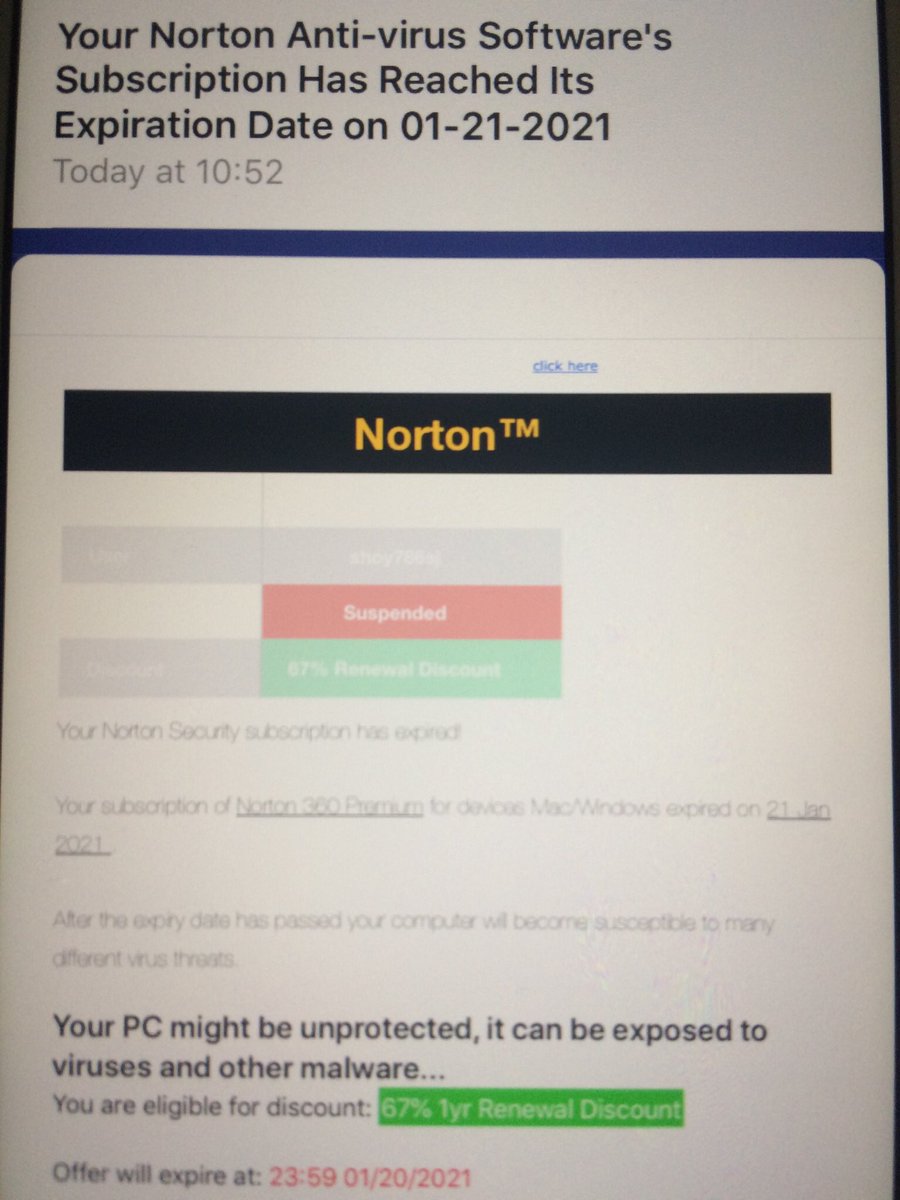 Your Norton Anti-virus Software's
Subscription Has Reached Its
Expiration Date on 01-21-2021
Today at 10:52
click here
Norton™
User
Suspended
Discount 67% Renewal Discount
Your Norton Security subscription has expired!
Your subscription of Norton 360 Premium for devices Mac/Windows expired on 21 Jan
2021
After the expiry date has passed your computer will become susceptible to many
different virus threats.
Your PC might be unprotected, it can be exposed to
viruses and other malware...
You are eligible for discount: 67% 1yr Renewal Discount
Offer will expire at: 23:59 01/20/2021